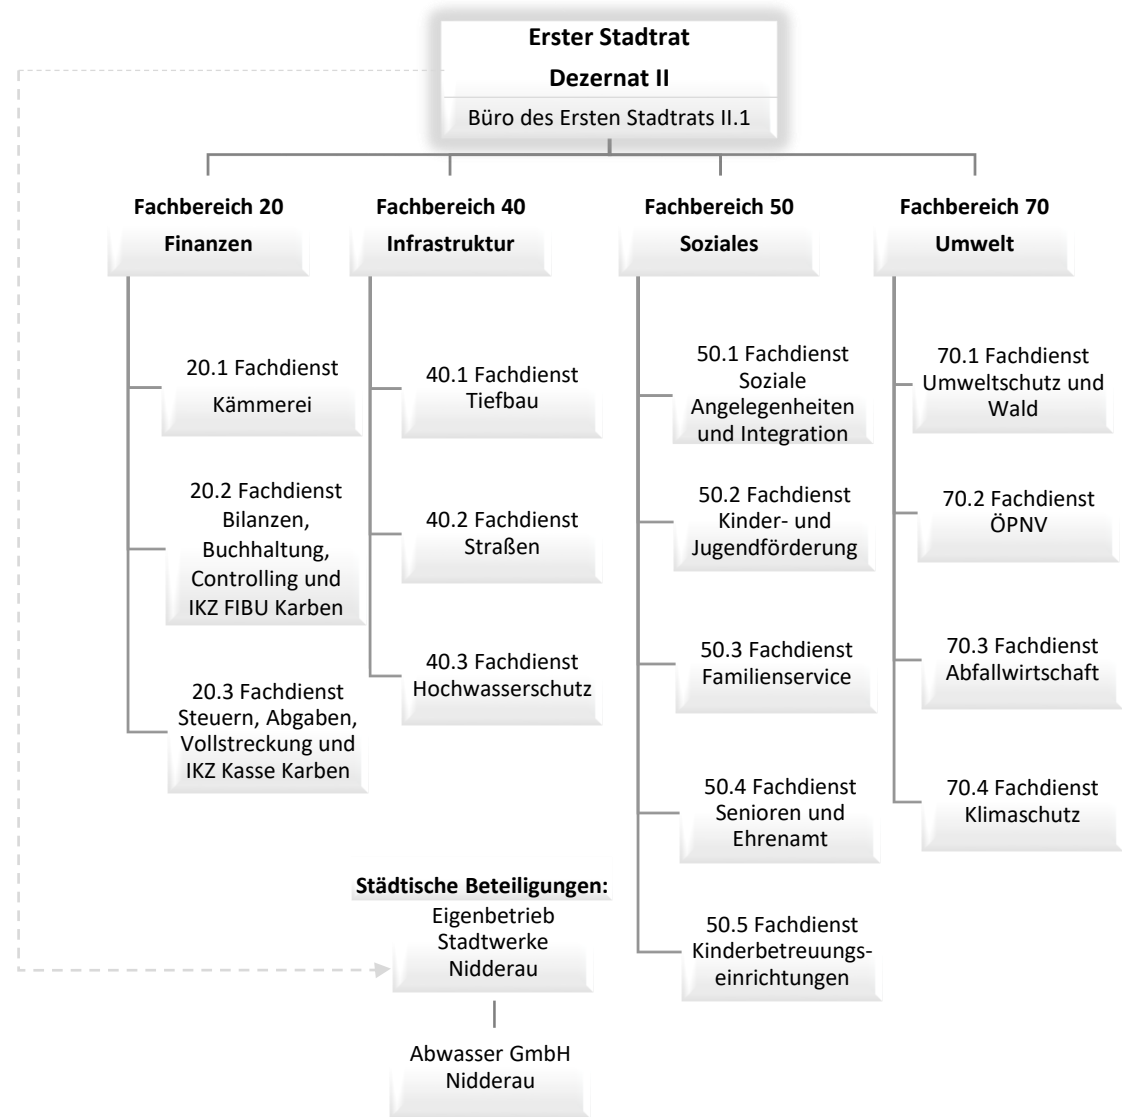 Erster Stadtrat
Dezernat II
Büro des Ersten Stadtrats II.1
Fachbereich 20
Finanzen
20.1 Fachdienst
Kämmerei
20.2 Fachdienst
Bilanzen,
Buchhaltung,
Controlling und
IKZ FIBU Karben
20.3 Fachdienst
Steuern, Abgaben,
Vollstreckung und
IKZ Kasse Karben
Fachbereich 40
Infrastruktur
40.1 Fachdienst
Tiefbau
40.2 Fachdienst
Straßen
40.3 Fachdienst
Hochwasserschutz
Fachbereich 50
Soziales
50.1 Fachdienst
Soziale
Angelegenheiten
und Integration
50.2 Fachdienst
Kinder- und
Jugendförderung
50.3 Fachdienst
Familienservice
50.4 Fachdienst
Senioren und
Ehrenamt
50.5 Fachdienst
Kinderbetreuungs-
einrichtungen
Fachbereich 70
Umwelt
70.1 Fachdienst
Umweltschutz und
Wald
70.2 Fachdienst
ÖPNV
70.3 Fachdienst
Abfallwirtschaft
70.4 Fachdienst
Klimaschutz
Städtische Beteiligungen:
Eigenbetrieb
Stadtwerke
Nidderau
Abwasser GmbH
Nidderau